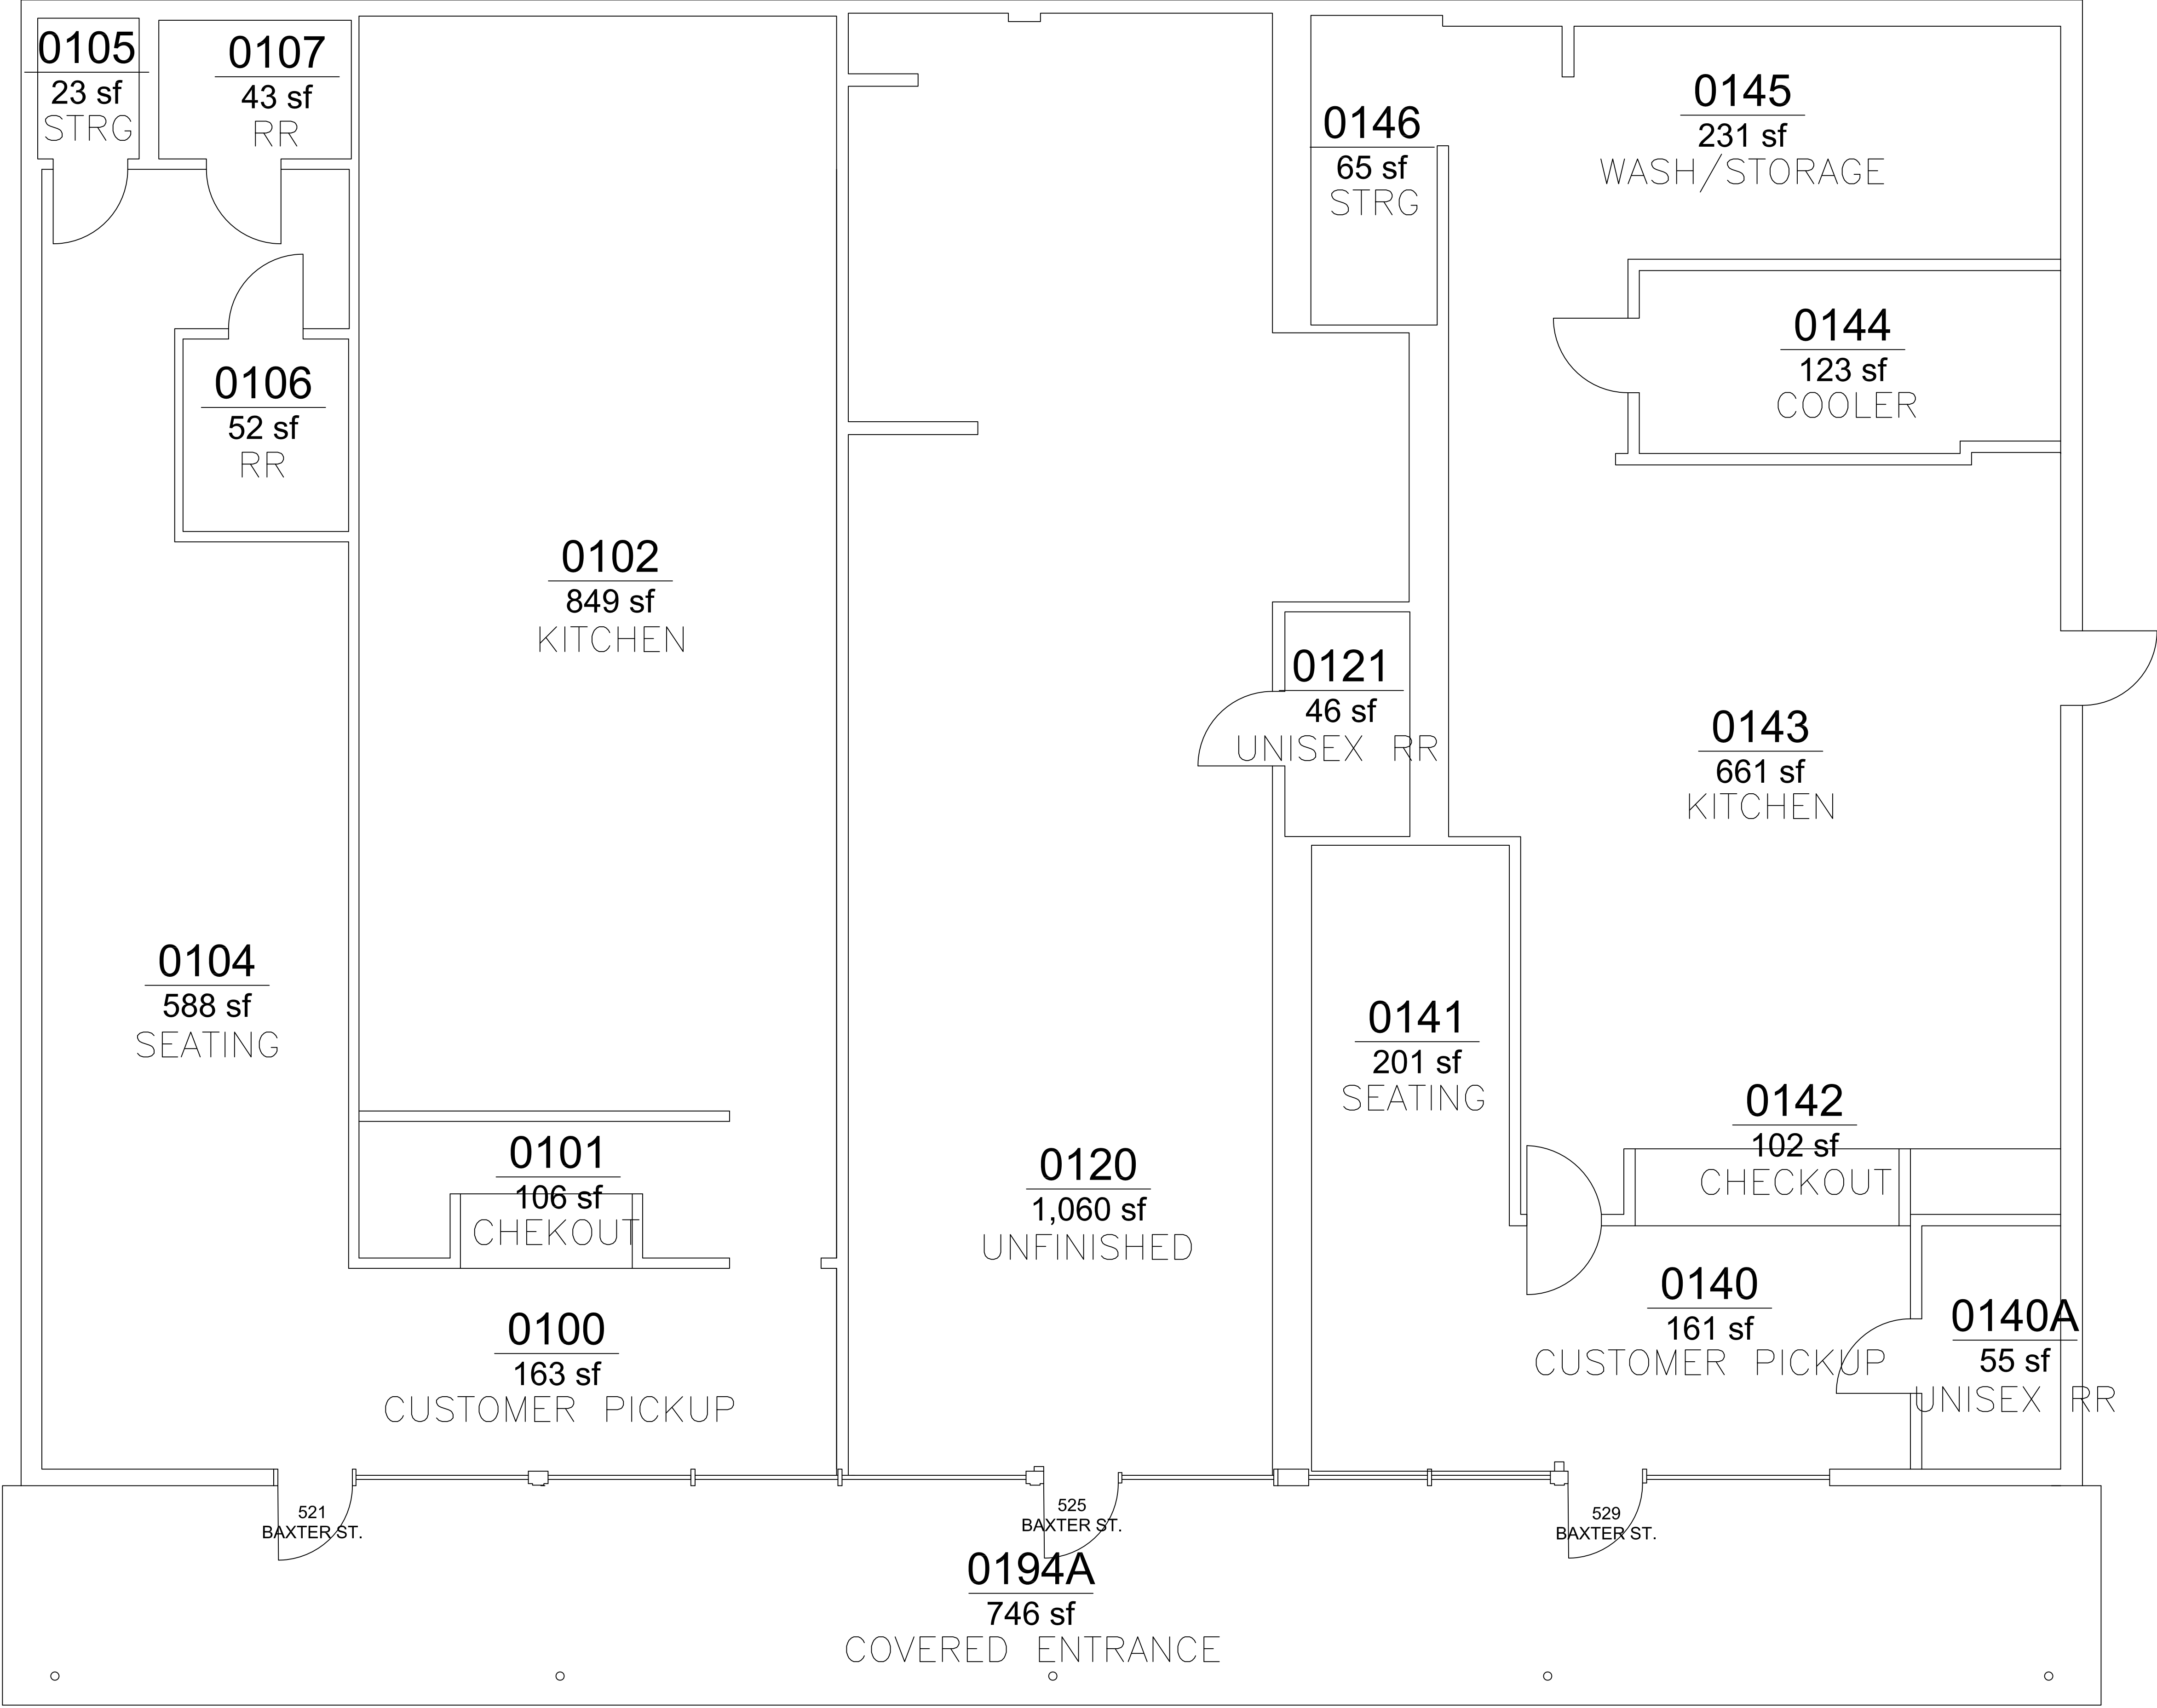 0105
23 sf
STRG
0107
43 sf
RR
0106
52 sf
RR
0102
849 sf
KITCHEN
0104
588 sf
SEATING
0101
106 sf
CHEKOUT
0100
163 sf
CUSTOMER PICKUP
0120
1,060 sf
UNFINISHED
0121
46 sf
UNISEX RR
0146
65 sf
STRG
0145
231 sf
WASH/STORAGE
0144
123 sf
COOLER
0143
661 sf
KITCHEN
0141
201 sf
SEATING
0142
102 sf
CHECKOUT
0140
161 sf
CUSTOMER PICKUP
0140A
55 sf
UNISEX RR
521
BAXTER ST.
525
BAXTER ST.
529
BAXTER ST.
0194A
746 sf
COVERED ENTRANCE